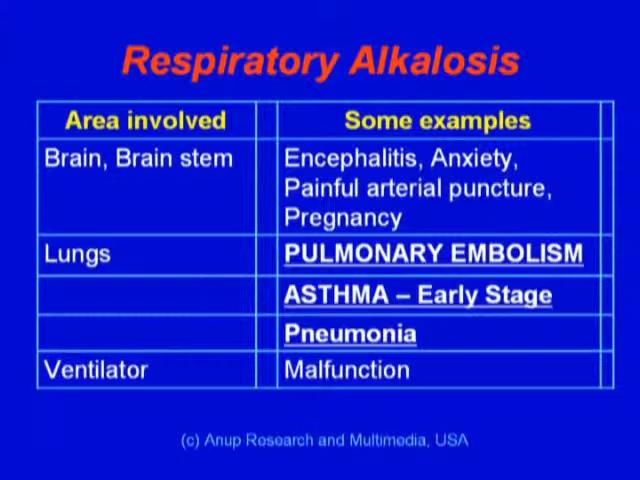 Respiratory Alkalosis
Area involved Some examples
Brain, Brain stem Encephalitis, Anxiety,
Painful arterial puncture,
Pregnancy
Lungs PULMONARY EMBOLISM
ASTHMA – Early Stage
Pneumonia
Ventilator Malfunction
(c) Anup Research and Multimedia, USA